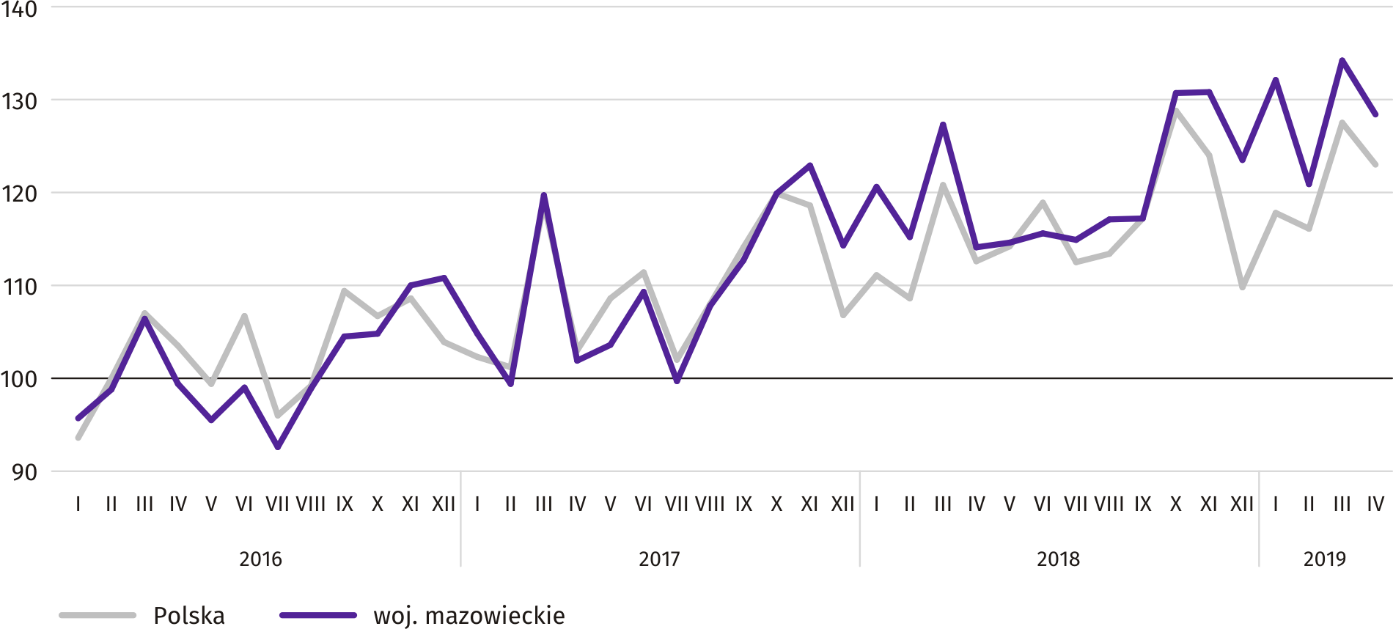 140
130
120
110
100
90
I II III IV V VI VII VIII IX X XI XII I II III IV V VI VII VIII IX X XI XII I II III IV V VI VII VIII IX X XI XII I II III IV
2016 2017 2018 2019
Polska woj. mazowieckie